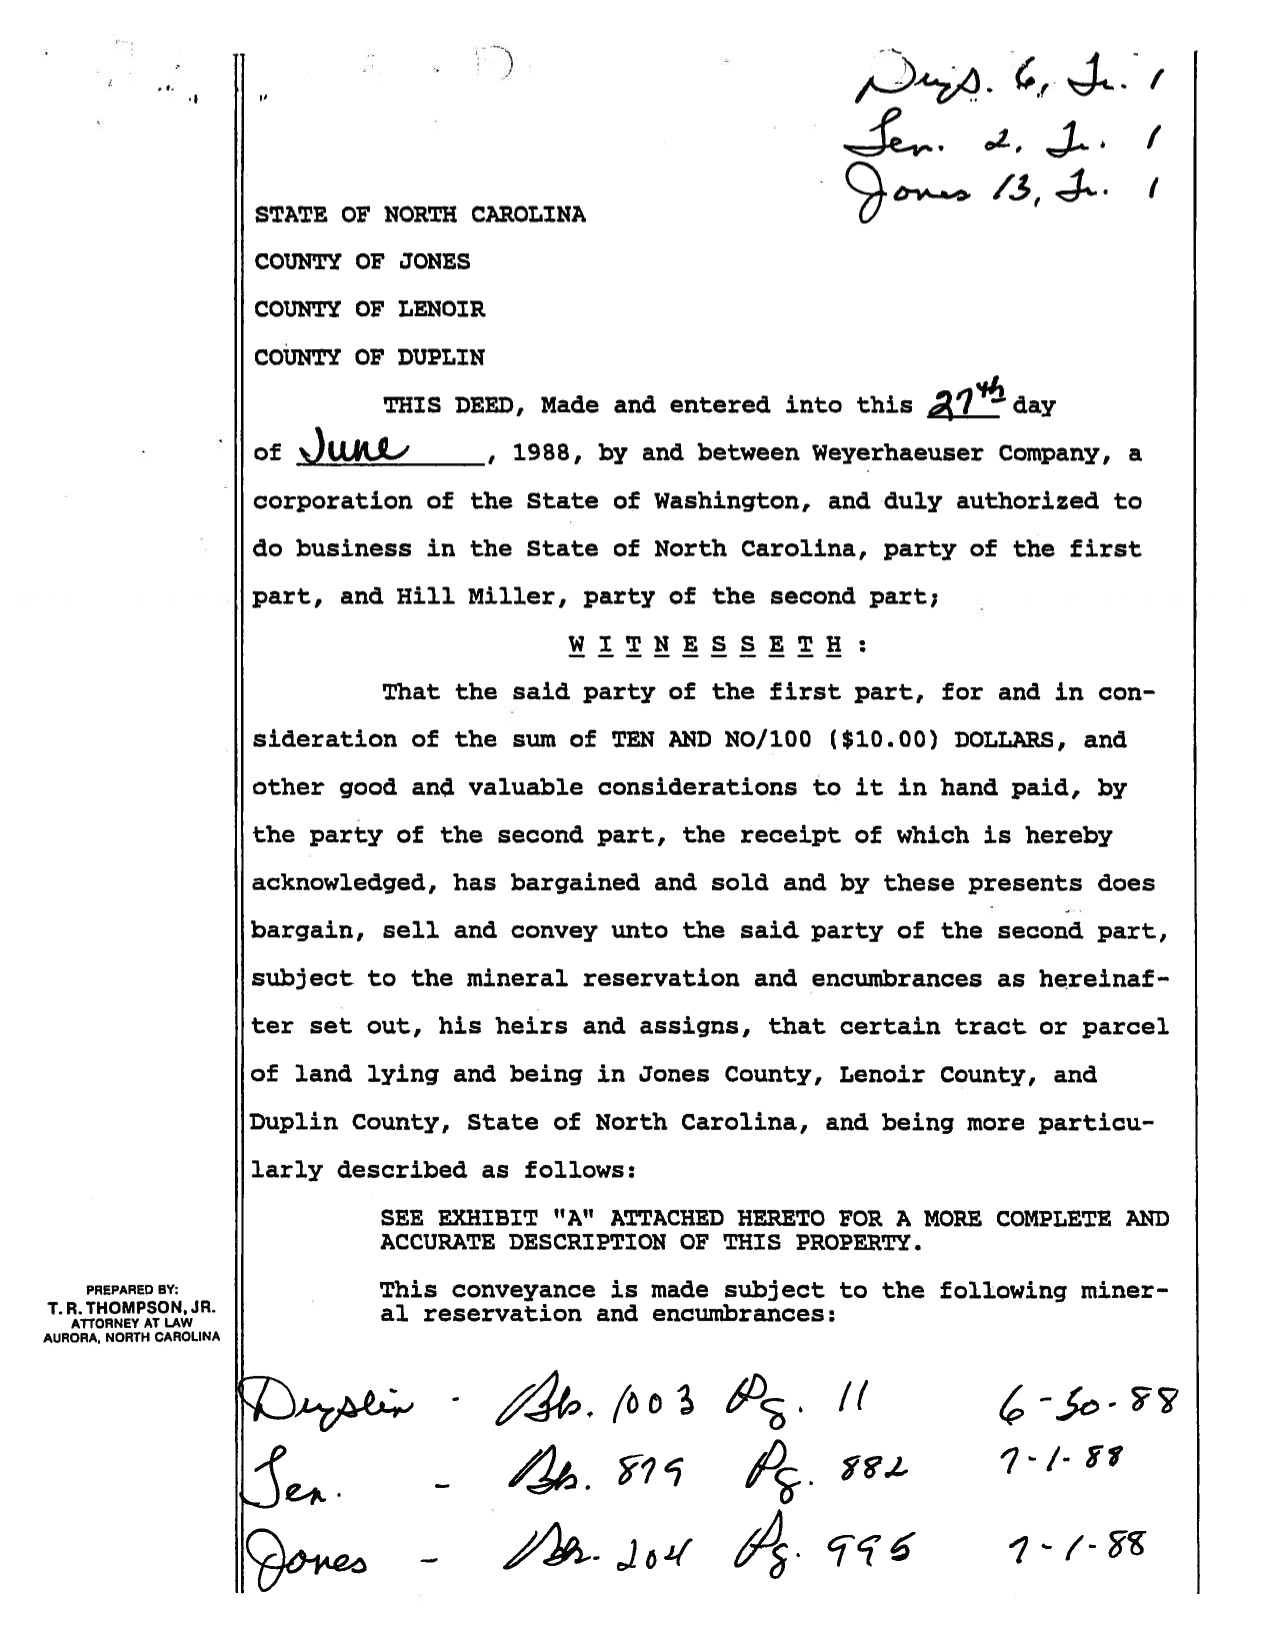 Dup. 6, Tr. 1
Len. 2, Tr. 1
Jones 13, Tr. 1
STATE OF NORTH CAROLINA
COUNTY OF JONES
COUNTY OF LENOIR
COUNTY OF DUPLIN
THIS DEED, Made and entered into this 27th day
of June, 1988, by and between Weyerhaeuser Company, a
corporation of the State of Washington, and duly authorized to
do business in the State of North Carolina, party of the first
part, and Hill Miller, party of the second part;
W I T N E S S E T H :
That the said party of the first part, for and in con-
sideration of the sum of TEN AND NO/100 ($10.00) DOLLARS, and
other good and valuable considerations to it in hand paid, by
the party of the second part, the receipt of which is hereby
acknowledged, has bargained and sold and by these presents does
bargain, sell and convey unto the said party of the second part,
subject to the mineral reservation and encumbrances as hereinaf-
ter set out, his heirs and assigns, that certain tract or parcel
of land lying and being in Jones County, Lenoir County, and
Duplin County, State of North Carolina, and being more particu-
larly described as follows:
SEE EXHIBIT "A" ATTACHED HERETO FOR A MORE COMPLETE AND
ACCURATE DESCRIPTION OF THIS PROPERTY.
This conveyance is made subject to the following miner-
al reservation and encumbrances:
PREPARED BY:
T. R. THOMPSON, JR.
ATTORNEY AT LAW
AURORA, NORTH CAROLINA
Duplin - Bk. 1003 Pg. 11 6-30-88
Len. - Bk. 879 Pg. 882 7-1-88
Jones - Bk. 204 Pg. 995 7-1-88